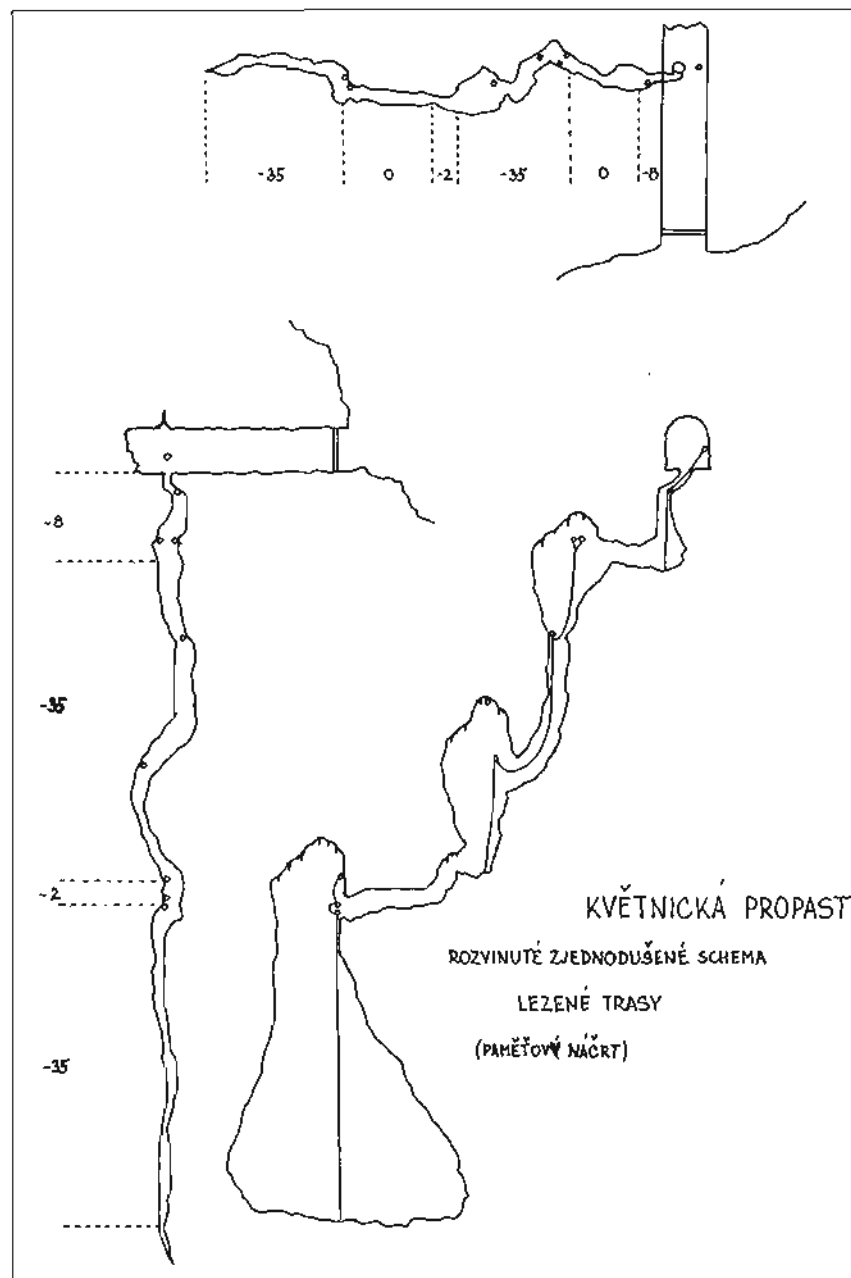 -35 0 -2 -35 0 -8
-8
-35
-2
-35
KVĚTNICKÁ PROPAST
ROZVINUTÉ ZJEDNODUŠENÉ SCHEMA
LEZENÉ TRASY
(PAMĚŤOVÝ NÁČRT)